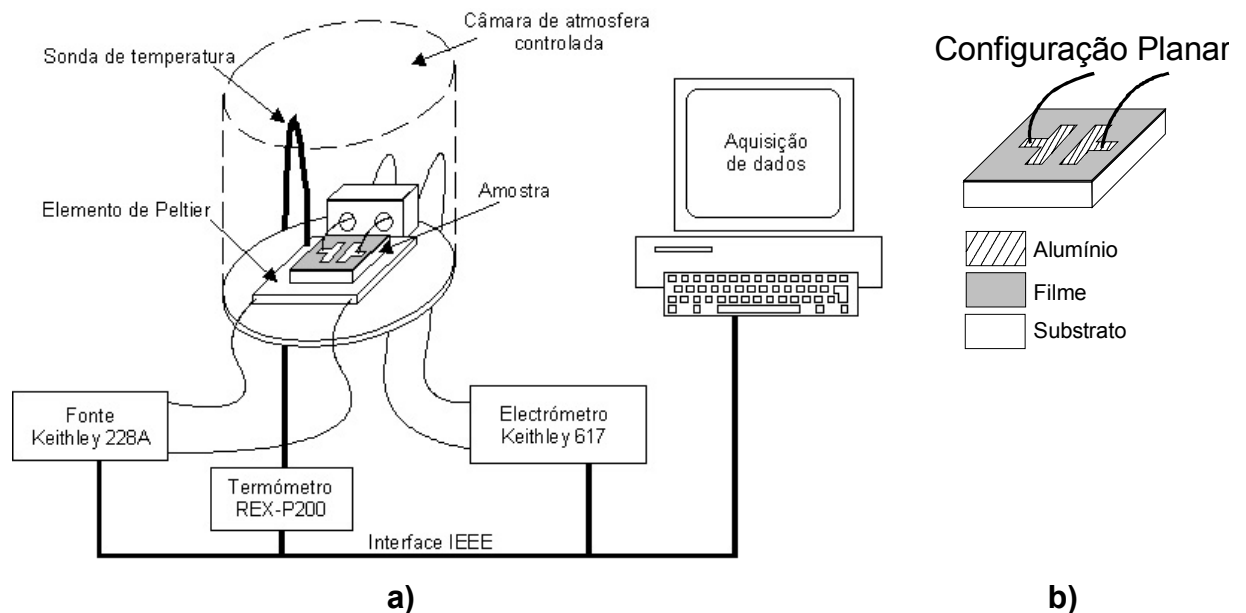 Câmara de atmosfera
controlada
Sonda de temperatura
Aquisição
de dados
Amostra
Elemento de Peltier
Fonte
Keithley 228A
Electrómetro
Keithley 617
Termómetro
REX-P200
Interface IEEE
a)
Configuração Planar
Alumínio
Filme
Substrato
b)